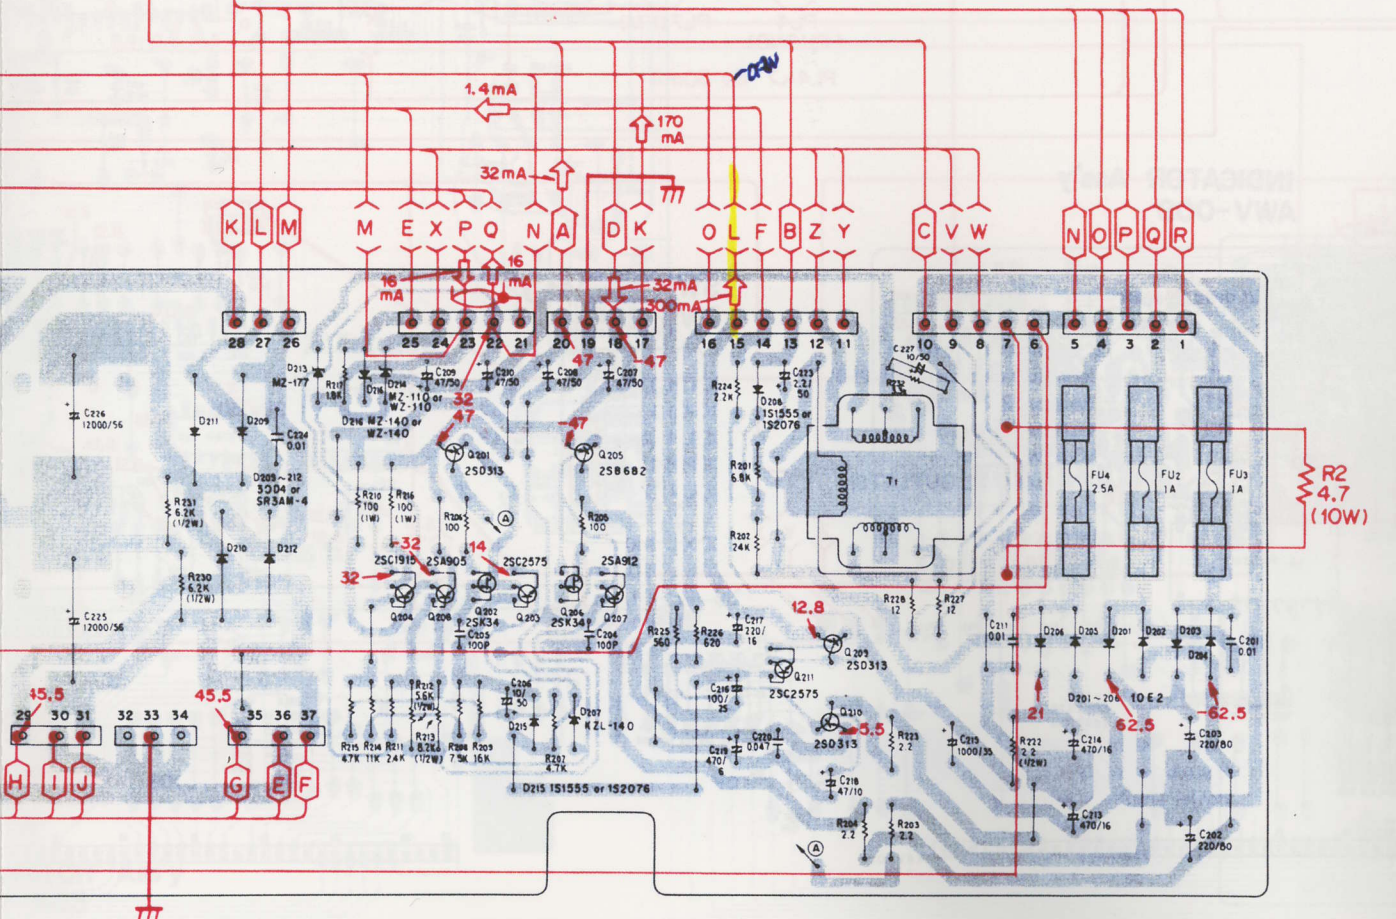 OPN
1.4mA
170
mA
32mA
INDICATOR Ass'y
K L M M E X P Q N A D K O L F B Z Y C V W N O P Q R
16
mA
16
mA
32mA
300mA
28 27 26 25 24 23 22 21 20 19 18 17 16 15 14 13 12 11 10 9 8 7 6 5 4 3 2 1
47
-47
D213
MZ-177
R217
1.8K
D214
MZ-110 or
WZ-110
D216 MZ-140 or
WZ-140
C209
47/50
C210
47/50
C208
47/50
C207
47/50
R224
2.2K
D208
1S1555 or
1S2076
C223
2.2/
50
C227
10/50
R232
32
47
-47
C226
12000/56
D211
D209
C224
0.01
D209~212
3004 or
SR3AM-4
Q201
2SD313
Q205
2SB682
R201
6.8K
T1
FU4
2.5A
FU2
1A
FU3
1A
R2
4.7
(10W)
R231
6.2K
(1/2W)
R210
100
(1W)
R216
100
(1W)
R206
100
A
R205
100
R202
24K
D210
D212
R230
6.2K
(1/2W)
32
-32
14
2SC1915
2SA905
2SC2575
2SA912
Q204
Q208
Q202
2SK34
Q203
Q206
2SK34
Q207
C205
100P
C204
100P
C225
12000/56
R228
12
R227
12
12.8
R225
560
R226
620
C217
220/
16
Q209
2SD313
Q211
2SC2575
C211
0.01
D206
D205
D201
D202
D203
D204
C201
0.01
45.5
45.5
R212
5.6K
(1/2W)
C206
10/
50
D215
D207
KZL-140
C216
100/
25
Q210
2SD313
5.5
21
D201~206 10E2
62.5
-62.5
29 30 31 32 33 34 35 36 37
R215
47K
R214
11K
R211
2.4K
R213
8.2K
(1/2W)
R208
7.5K
R209
16K
R207
4.7K
C219
470/
6
C220
0.047
R223
2.2
C215
1000/35
R222
2.2
(1/2W)
C214
470/16
C203
220/80
H I J G E F
D215 1S1555 or 1S2076
C218
47/10
R204
2.2
R203
2.2
C213
470/16
C202
220/80
A